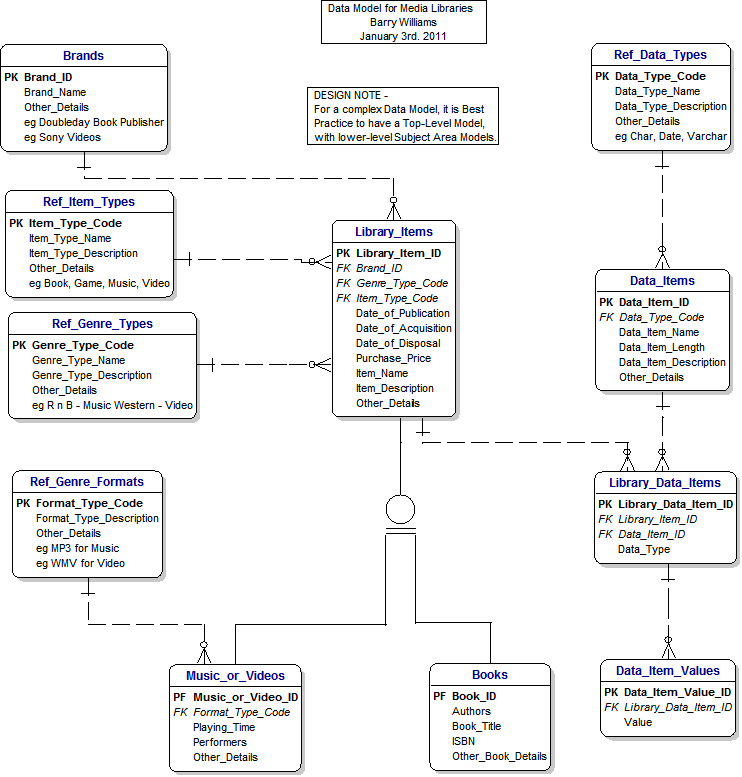 Data Model for Media Libraries
Barry Williams
January 3rd. 2011
DESIGN NOTE -
For a complex Data Model, it is Best
Practice to have a Top-Level Model,
with lower-level Subject Area Models.
Brands
PK Brand_ID
Brand_Name
Other_Details
eg Doubleday Book Publisher
eg Sony Videos
Ref_Data_Types
PK Data_Type_Code
Data_Type_Name
Data_Type_Description
Other_Details
eg Char, Date, Varchar
Ref_Item_Types
PK Item_Type_Code
Item_Type_Name
Item_Type_Description
Other_Details
eg Book, Game, Music, Video
Library_Items
PK Library_Item_ID
FK Brand_ID
FK Genre_Type_Code
FK Item_Type_Code
Date_of_Publication
Date_of_Acquisition
Date_of_Disposal
Purchase_Price
Item_Name
Item_Description
Other_Details
Data_Items
PK Data_Item_ID
FK Data_Type_Code
Data_Item_Name
Data_Item_Length
Data_Item_Description
Other_Details
Ref_Genre_Types
PK Genre_Type_Code
Genre_Type_Name
Genre_Type_Description
Other_Details
eg R n B - Music Western - Video
Ref_Genre_Formats
PK Format_Type_Code
Format_Type_Description
Other_Details
eg MP3 for Music
eg WMV for Video
Library_Data_Items
PK Library_Data_Item_ID
FK Library_Item_ID
FK Data_Item_ID
Data_Type
Music_or_Videos
PF Music_or_Video_ID
FK Format_Type_Code
Playing_Time
Performers
Other_Details
Books
PF Book_ID
Authors
Book_Title
ISBN
Other_Book_Details
Data_Item_Values
PK Data_Item_Value_ID
FK Library_Data_Item_ID
Value